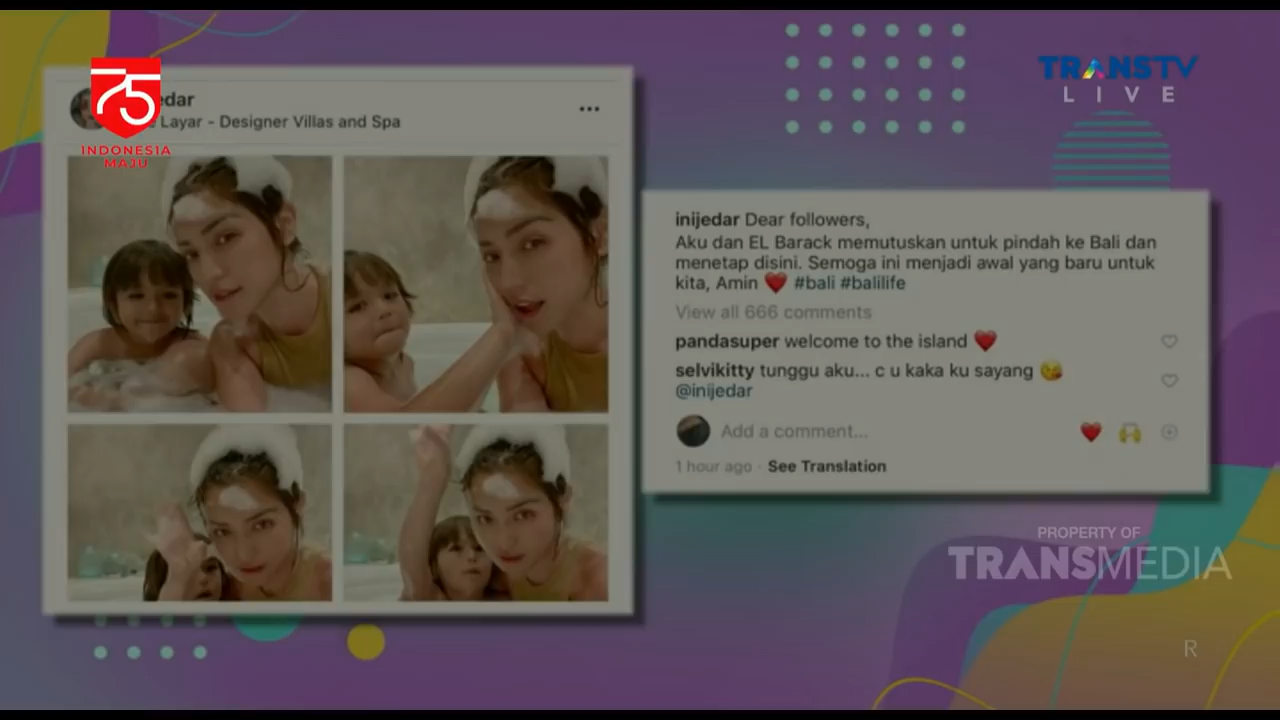 75
INDONESIA
MAJU
edar
Layar - Designer Villas and Spa
TRANSTV
LIVE
inijedar Dear followers,
Aku dan EL Barack memutuskan untuk pindah ke Bali dan
menetap disini. Semoga ini menjadi awal yang baru untuk
kita, Amin ❤️ #bali #balilife
View all 666 comments
pandasuper welcome to the island ❤️
selvikitty tunggu aku... c u kaka ku sayang 😘
@inijedar
Add a comment...
1 hour ago · See Translation
PROPERTY OF
TRANSMEDIA
R